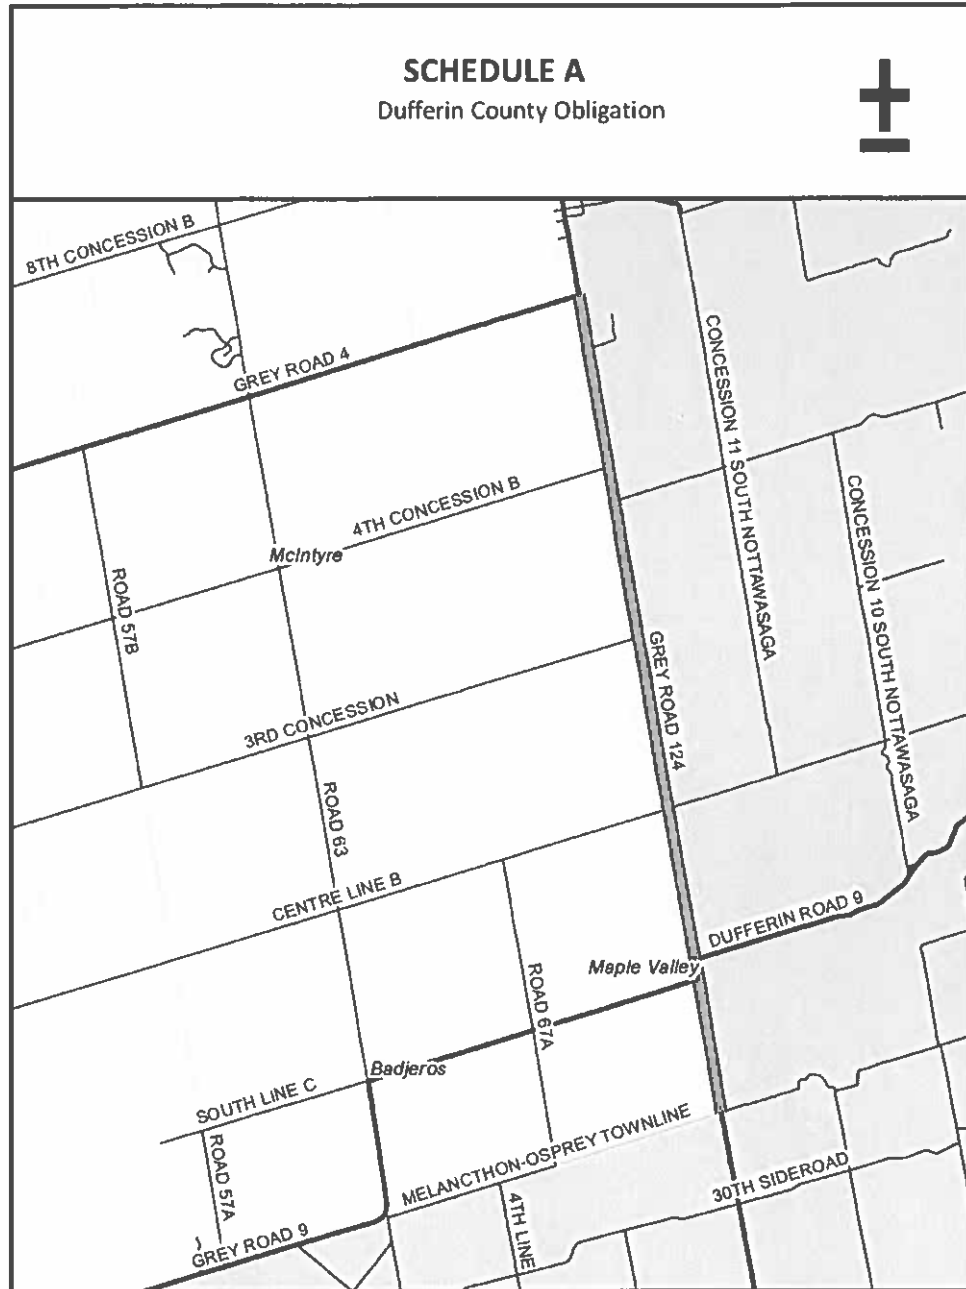 SCHEDULE A
Dufferin County Obligation
8TH CONCESSION B
GREY ROAD 4
CONCESSION 11 SOUTH NOTTAWASAGA
4TH CONCESSION B
McIntyre
CONCESSION 10 SOUTH NOTTAWASAGA
ROAD 57B
GREY ROAD 124
3RD CONCESSION
ROAD 63
CENTRE LINE B
DUFFERIN ROAD 9
Maple Valley
ROAD 67A
Badjeros
SOUTH LINE C
MELANCTHON-OSPREY TOWNLINE
ROAD 57A
30TH SIDEROAD
4TH LINE
GREY ROAD 9